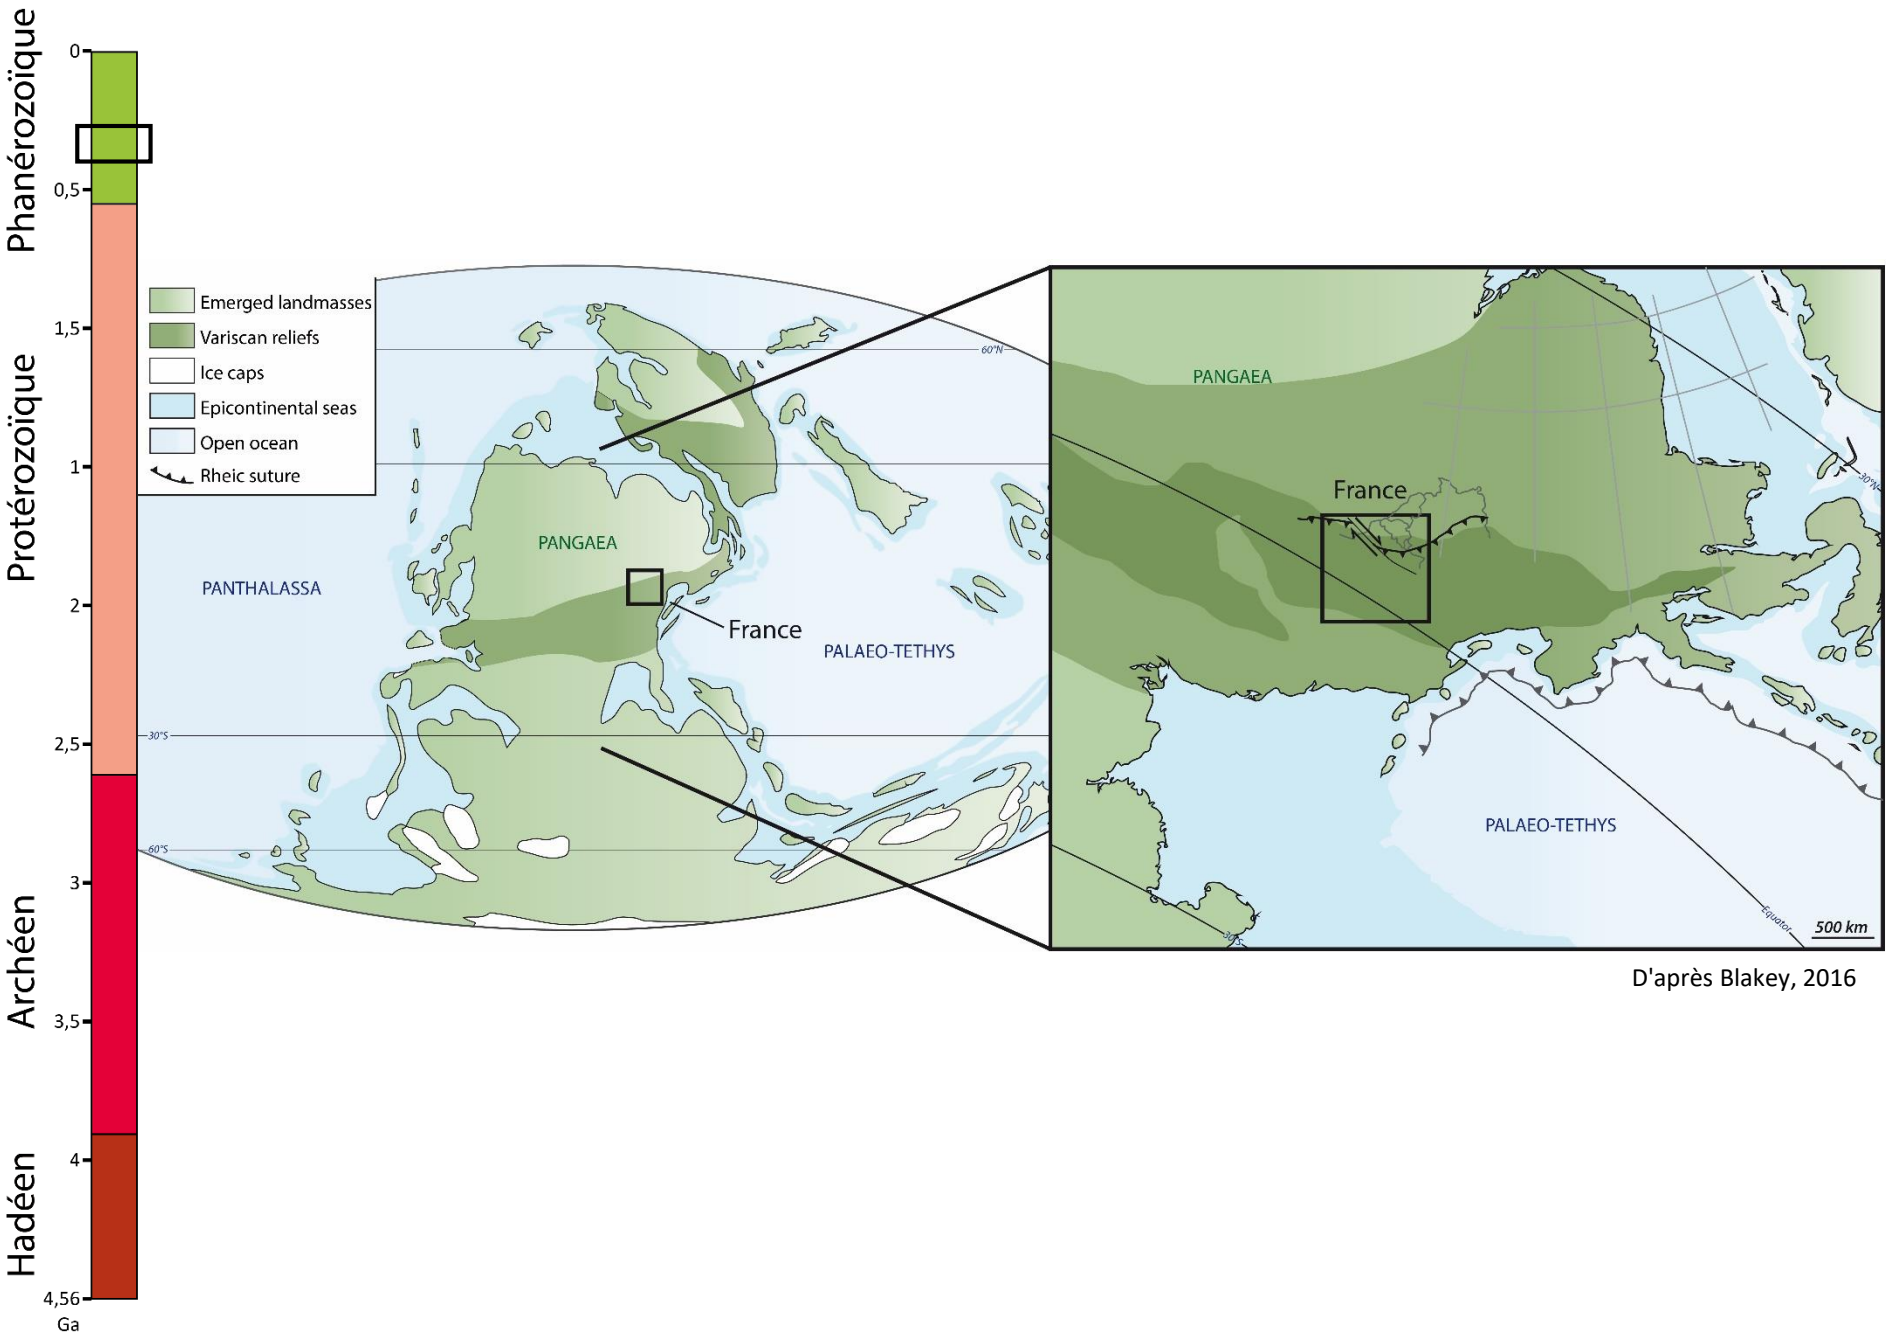 Phanérozoïque
Protérozoïque
Archéen
Hadéen
0
0,5
1,5
1
2
2,5
3
3,5
4
4,56
Ga
Emerged landmasses
Variscan reliefs
Ice caps
Epicontinental seas
Open ocean
Rheic suture
60°N
PANGAEA
PANTHALASSA
France
PALAEO-TETHYS
30°S
60°S
PANGAEA
France
30°N
PALAEO-TETHYS
Equator
30°S
500 km
D'après Blakey, 2016